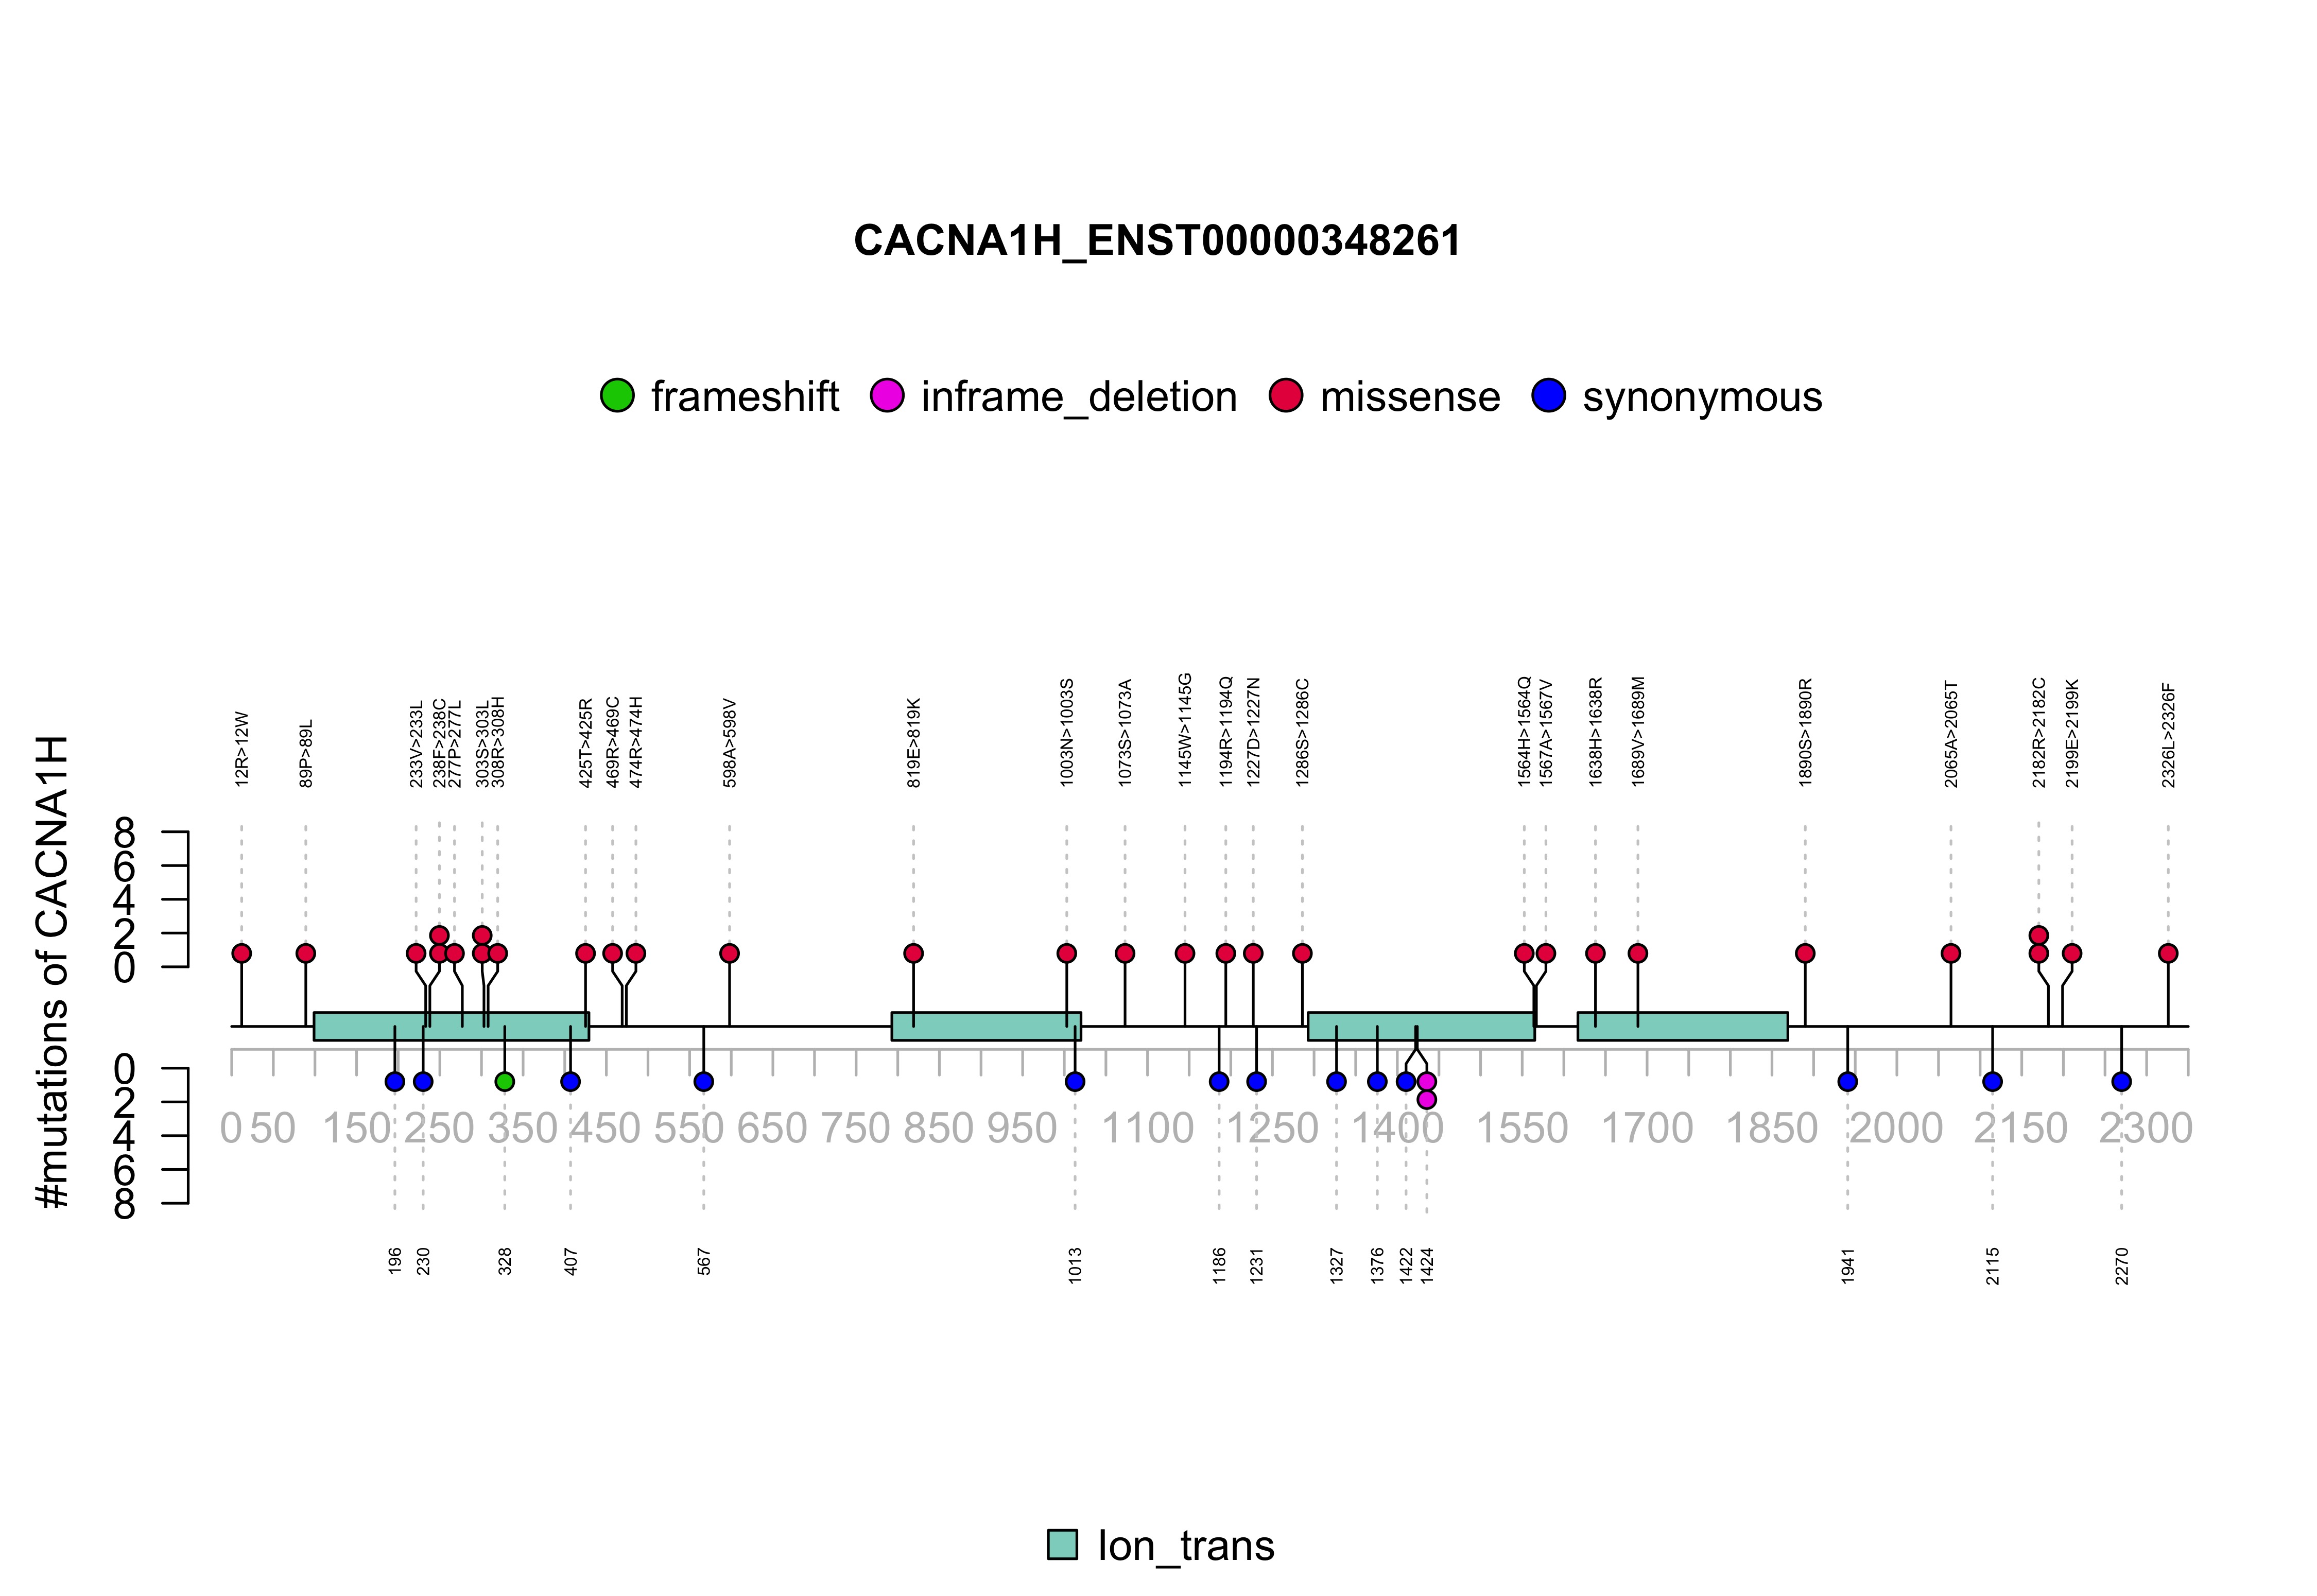 CACNA1H_ENST00000348261
frameshift inframe_deletion missense synonymous
12R>12W
89P>89L
233V>233L
238F>238C
277P>277L
303S>303L
308R>308H
425T>425R
469R>469C
474R>474H
598A>598V
819E>819K
1003N>1003S
1073S>1073A
1145W>1145G
1194R>1194Q
1227D>1227N
1286S>1286C
1564H>1564Q
1567A>1567V
1638H>1638R
1689V>1689M
1890S>1890R
2065A>2065T
2182R>2182C
2199E>2199K
2326L>2326F
#mutations of CACNA1H
8
6
4
2
0
0
2
4
6
8
0 50 150 250 350 450 550 650 750 850 950 1100 1250 1400 1550 1700 1850 2000 2150 2300
196
230
328
407
567
1013
1186
1231
1327
1376
1422
1424
1941
2115
2270
Ion_trans